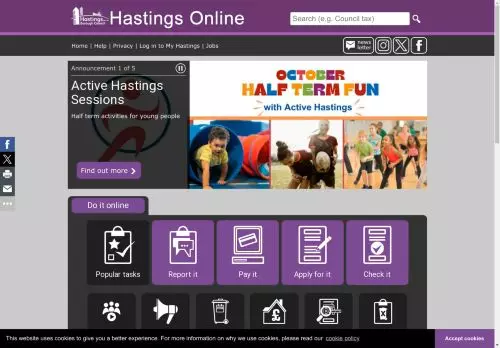 Hastings
Borough Council
Hastings Online
Search (e.g. Council tax)
Home | Help | Privacy | Log in to My Hastings | Jobs
news
letter
Announcement 1 of 5
Active Hastings
Sessions
Half term activities for young people
Find out more
OCTOBER
HALF TERM FUN
with Active Hastings
Do it online
Popular tasks
Report it
Pay it
Apply for it
Check it
This website uses cookies to give you a better experience. For more information on why we use cookies, please read our cookie policy
Accept cookies